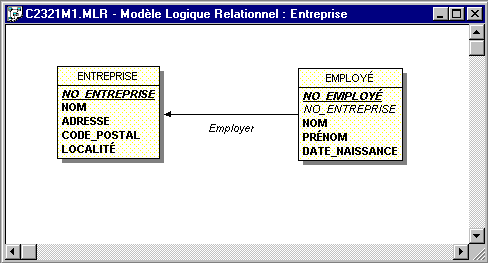 C2321M1.MLR - Modèle Logique Relationnel : Entreprise
ENTREPRISE
NO_ENTREPRISE
NOM
ADRESSE
CODE_POSTAL
LOCALITÉ
Employer
EMPLOYÉ
NO_EMPLOYÉ
NO_ENTREPRISE
NOM
PRÉNOM
DATE_NAISSANCE